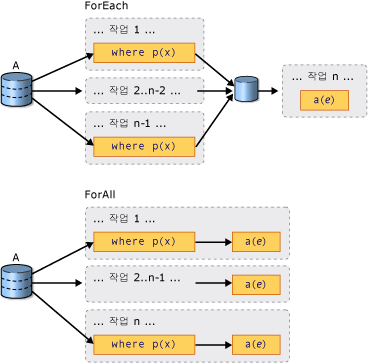 ForEach
A
... 작업 1 ...
where p(x)
... 작업 2..n-2 ...
... 작업 n-1 ...
where p(x)
... 작업 n ...
a(e)
ForAll
A
... 작업 1 ...
where p(x)
a(e)
... 작업 2..n-1 ...
a(e)
... 작업 n ...
where p(x)
a(e)